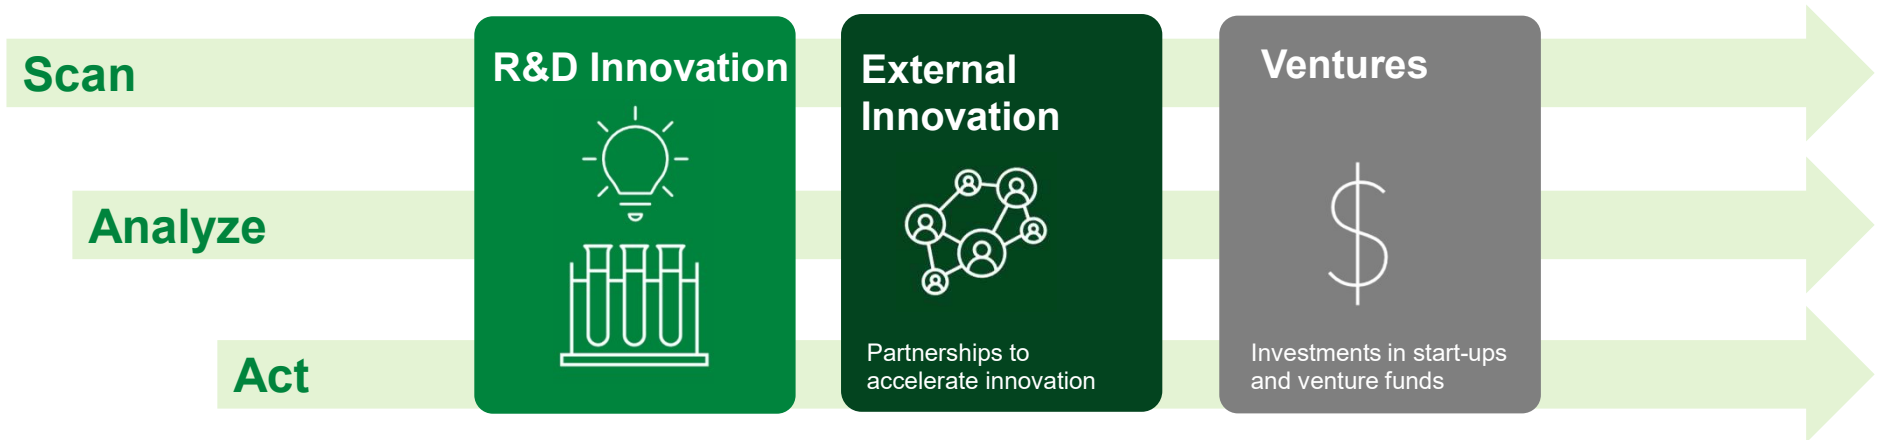 Scan
Analyze
Act
R&D Innovation
External
Innovation
Partnerships to
accelerate innovation
Ventures
Investments in start-ups
and venture funds